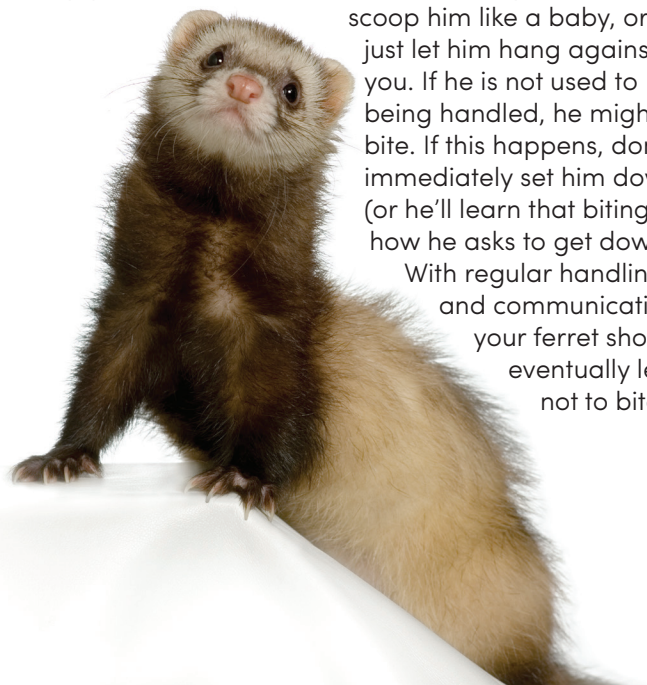 scoop him like a baby, or
just let him hang agains
you. If he is not used to
being handled, he migh
bite. If this happens, don
immediately set him dow
(or he'll learn that biting
how he asks to get dow
With regular handlin
and communicati
your ferret sho
eventually le
not to bit